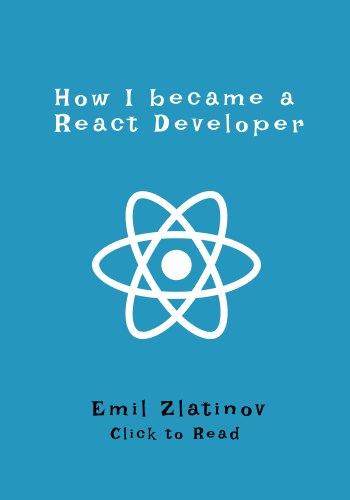 How I became a
React Developer
Emil Zlatinov
Click to Read